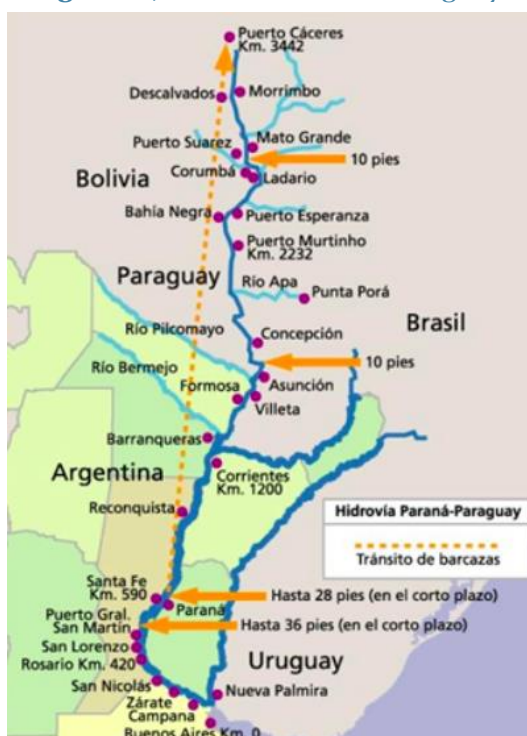 Puerto Cáceres
Km. 3442
Descalvados
Morrimbo
Puerto Suarez
Mato Grande
10 pies
Corumbá
Ladario
Bolivia
Bahía Negra
Puerto Esperanza
Puerto Murtinho
Km. 2232
Paraguay
Río Apa
Punta Porá
Río Pilcomayo
Concepción
Brasil
10 pies
Río Bermejo
Asunción
Formosa
Villeta
Barranqueras
Argentina
Corrientes
Km. 1200
Reconquista
Hidrovía Paraná-Paraguay
Tránsito de barcazas
Santa Fe
Km. 590
Hasta 28 pies (en el corto plazo)
Paraná
Puerto Gral.
San Martín
Hasta 36 pies (en el corto plazo)
San Lorenzo
Rosario Km. 420
Uruguay
San Nicolás
Nueva Palmira
Zárate
Campana
Buenos Aires Km. 0